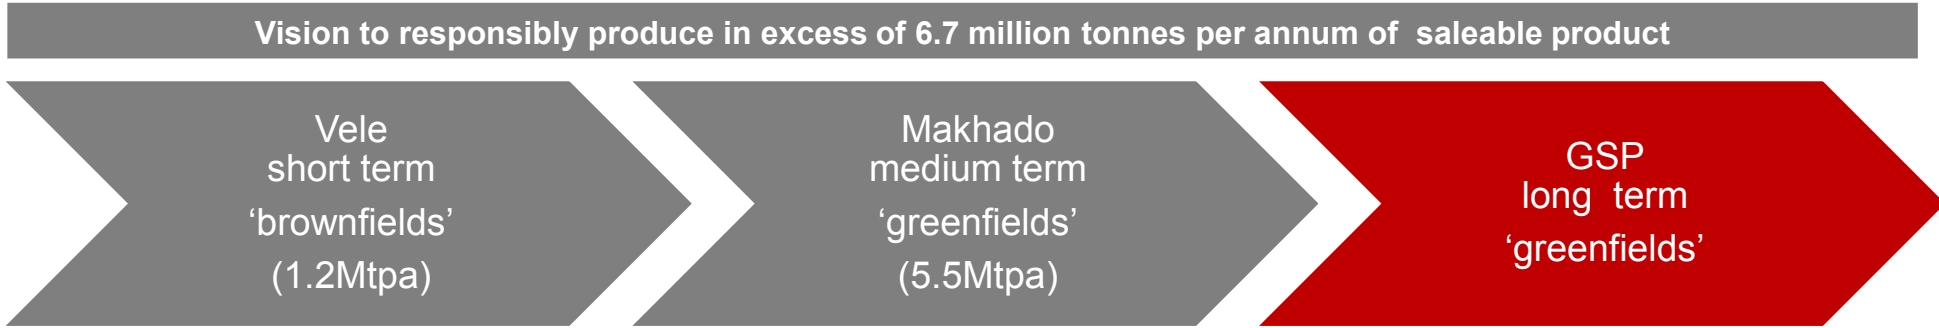 Vision to responsibly produce in excess of 6.7 million tonnes per annum of saleable product
Vele
short term
‘brownfields’
(1.2Mtpa)
Makhado
medium term
‘greenfields’
(5.5Mtpa)
GSP
long term
‘greenfields’